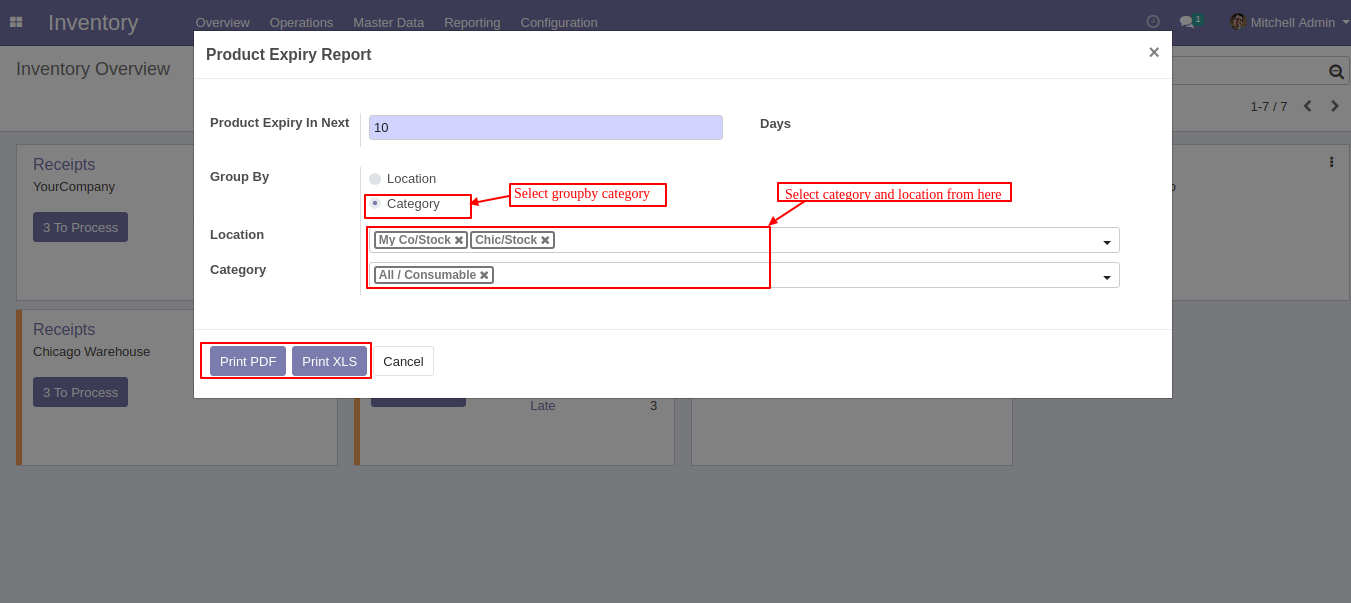 Inventory Overview Operations Master Data Reporting Configuration 1 Mitchell Admin
Product Expiry Report ×
Inventory Overview
1-7 / 7
Product Expiry In Next 10 Days
Receipts
YourCompany
Group By Location
Select groupby category
Select category and location from here
Category
3 To Process
Location My Co/Stock Chic/Stock
Category All / Consumable
Receipts
Chicago Warehouse
Print PDF Print XLS Cancel
3 To Process
Late 3